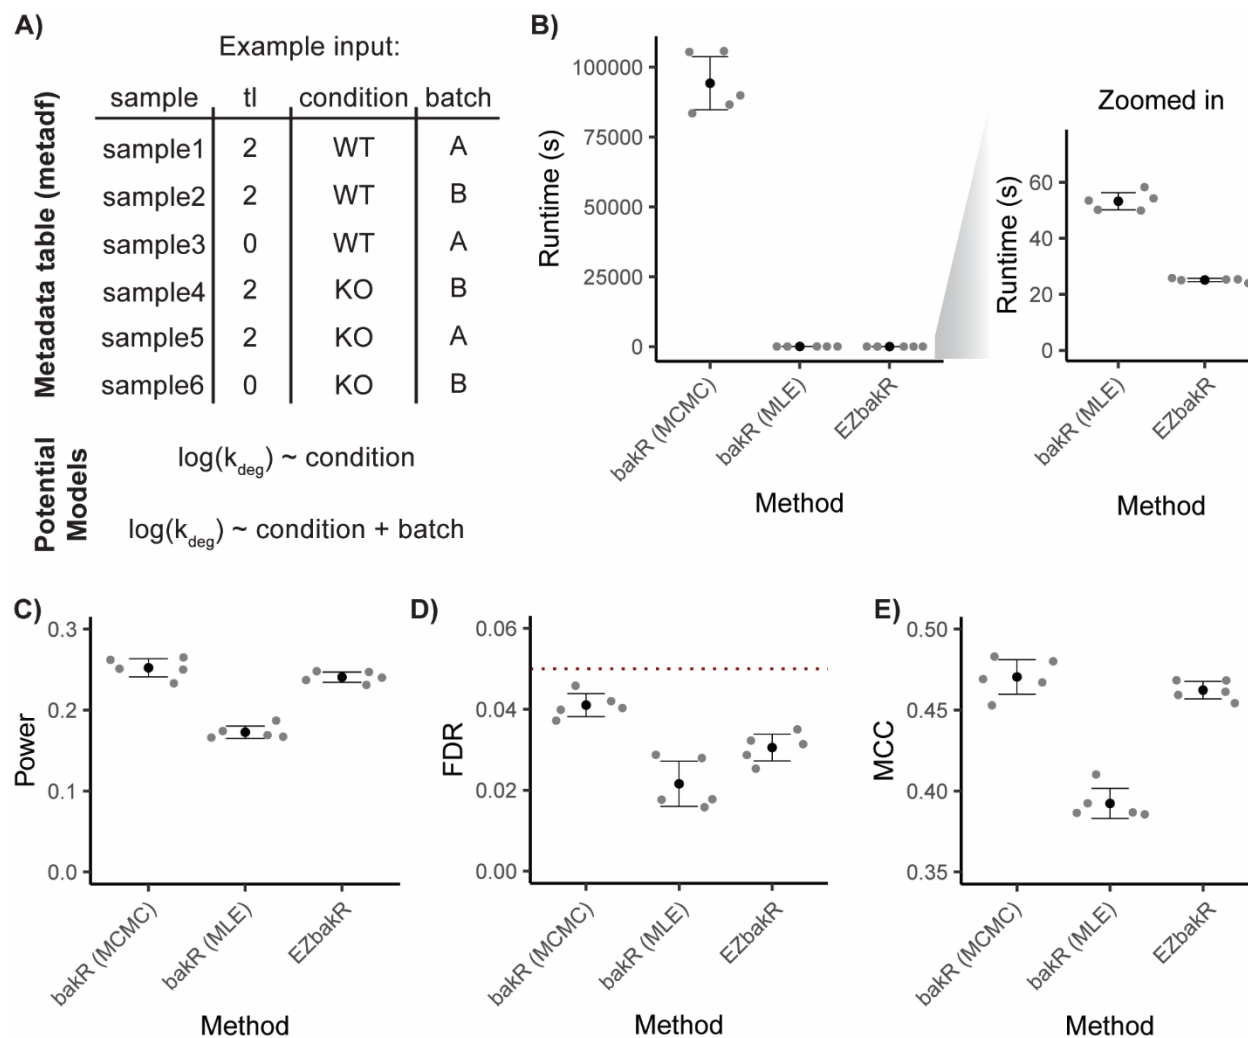 A)
Example input:
Metadata table (metadf)
sample tl condition batch
sample1 2 WT A
sample2 2 WT B
sample3 0 WT A
sample4 2 KO B
sample5 2 KO A
sample6 0 KO B
Potential
Models
log(kdeg) ~ condition
log(kdeg) ~ condition + batch
B)
Runtime (s)
100000
75000
50000
25000
0
bakR (MCMC)
bakR (MLE)
EZbakR
Method
Zoomed in
Runtime (s)
60
40
20
0
bakR (MLE)
EZbakR
Method
C)
Power
0.3
0.2
0.1
0.0
bakR (MCMC)
bakR (MLE)
EZbakR
Method
D)
FDR
0.06
0.04
0.02
0.00
bakR (MCMC)
bakR (MLE)
EZbakR
Method
E)
MCC
0.50
0.45
0.40
0.35
bakR (MCMC)
bakR (MLE)
EZbakR
Method